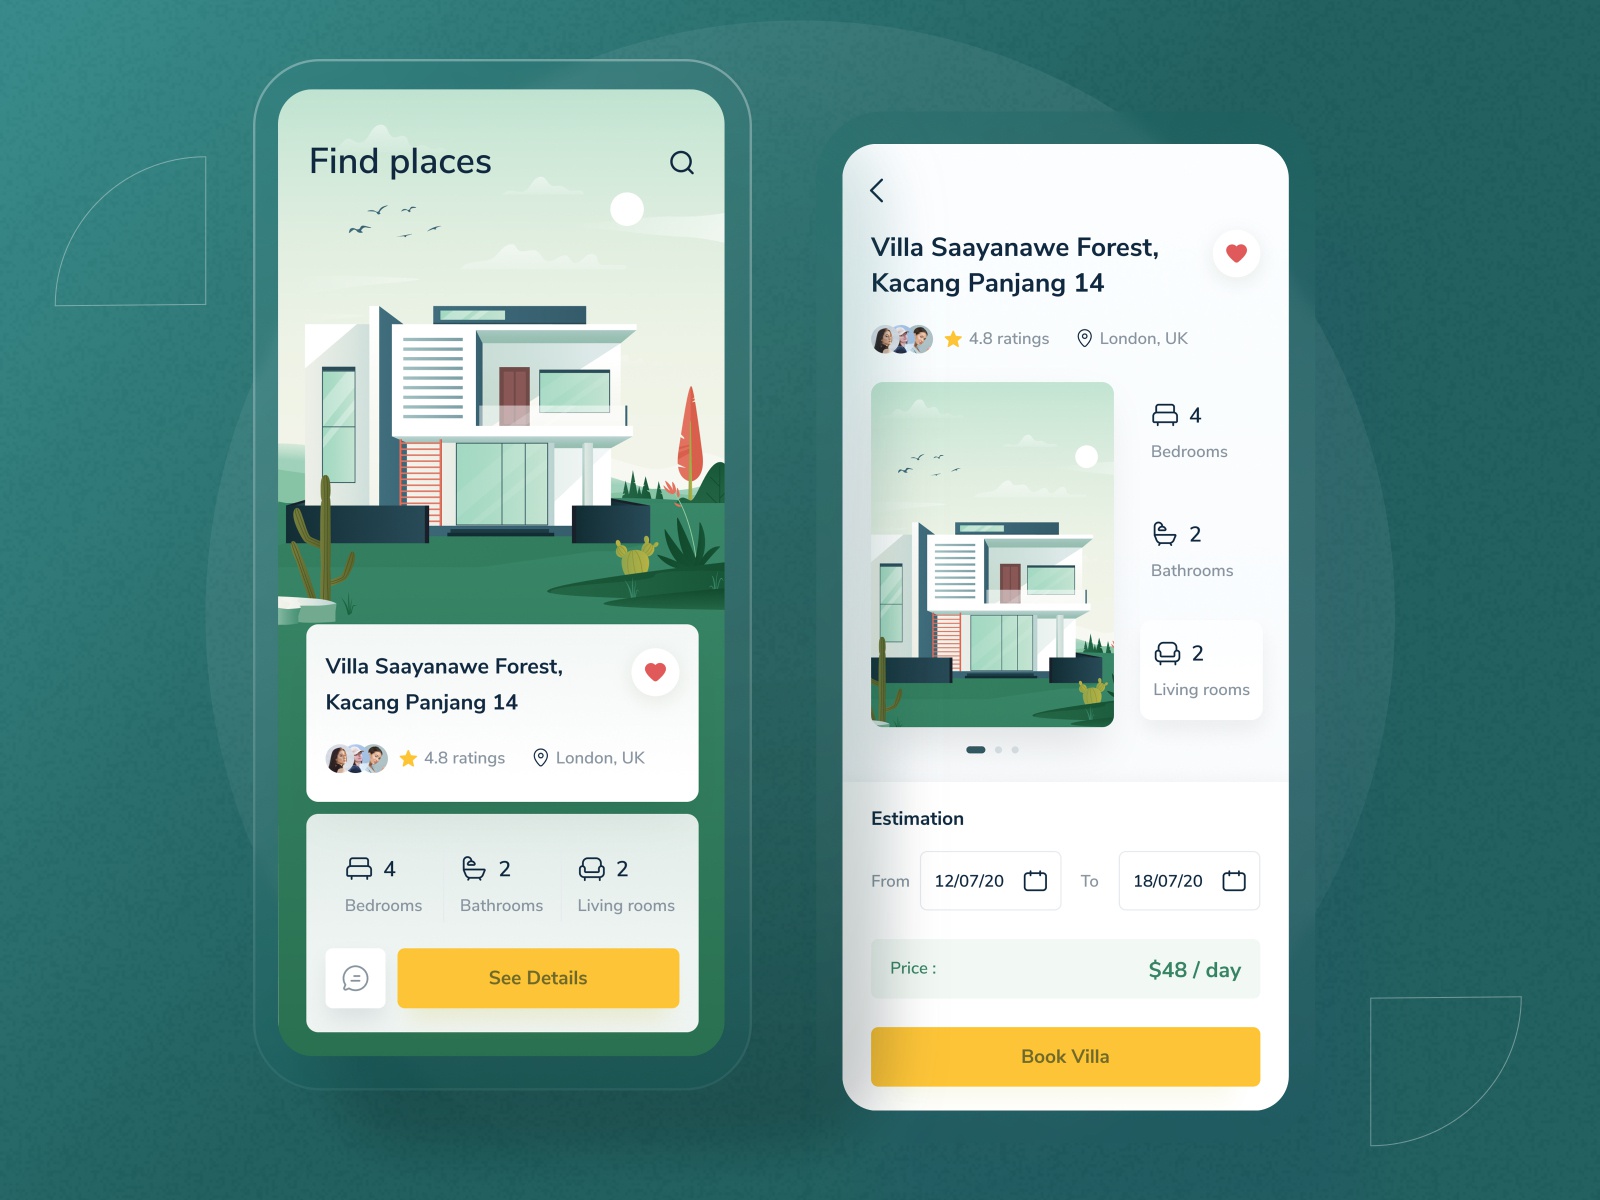 Find places
Villa Saayanawe Forest,
Kacang Panjang 14
4.8 ratings
London, UK
4
Bedrooms
2
Bathrooms
2
Living rooms
See Details
Villa Saayanawe Forest,
Kacang Panjang 14
4.8 ratings
London, UK
4
Bedrooms
2
Bathrooms
2
Living rooms
Estimation
From
12/07/20
To
18/07/20
Price :
$48 / day
Book Villa